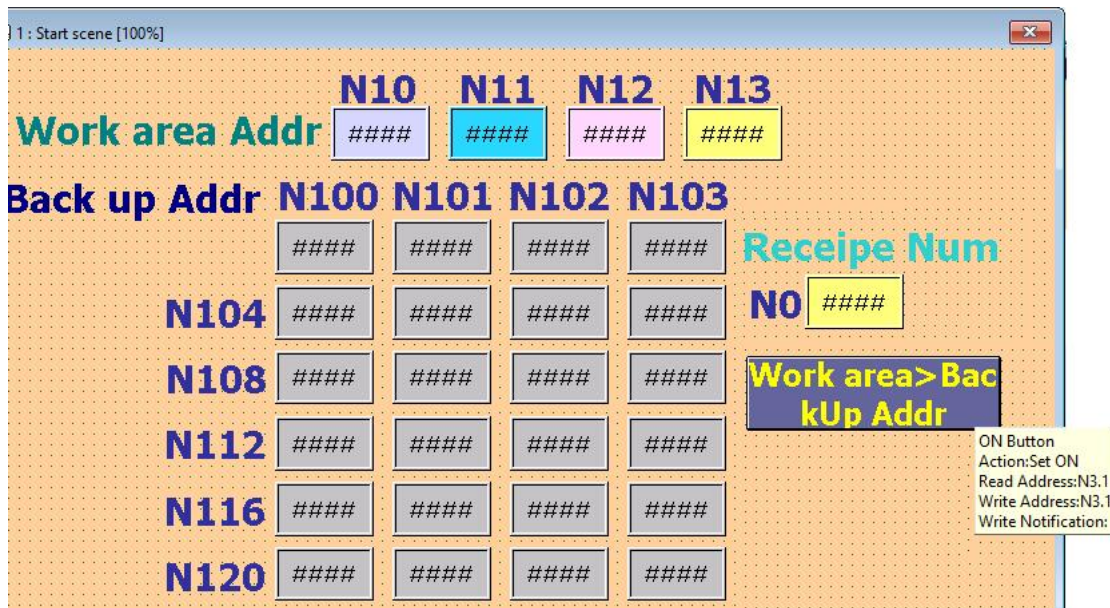 1 : Start scene [100%]
N10 N11 N12 N13
Work area Addr #### #### #### ####
Back up Addr N100 N101 N102 N103
#### #### #### ####
Receipe Num
N104 #### #### #### ####
N0 ####
N108 #### #### #### ####
Work area>Bac
kUp Addr
N112 #### #### #### ####
ON Button
Action:Set ON
Read Address:N3.1
Write Address:N3.1
Write Notification:
N116 #### #### #### ####
N120 #### #### #### ####